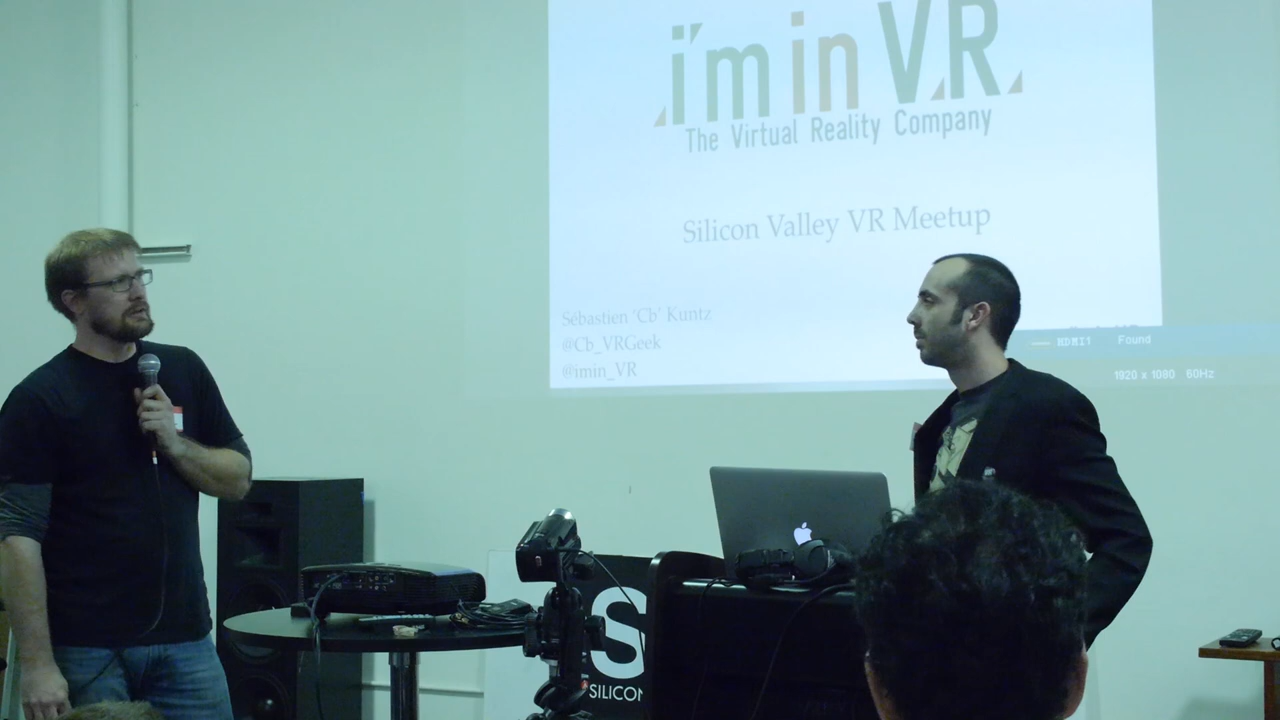 i'm in V.R.
The Virtual Reality Company
Silicon Valley VR Meetup
Sébastien 'Cb' Kuntz
@Cb_VRGeek
@imin_VR
HDMI1 Found
1920 x 1080 60Hz
S
SILICON